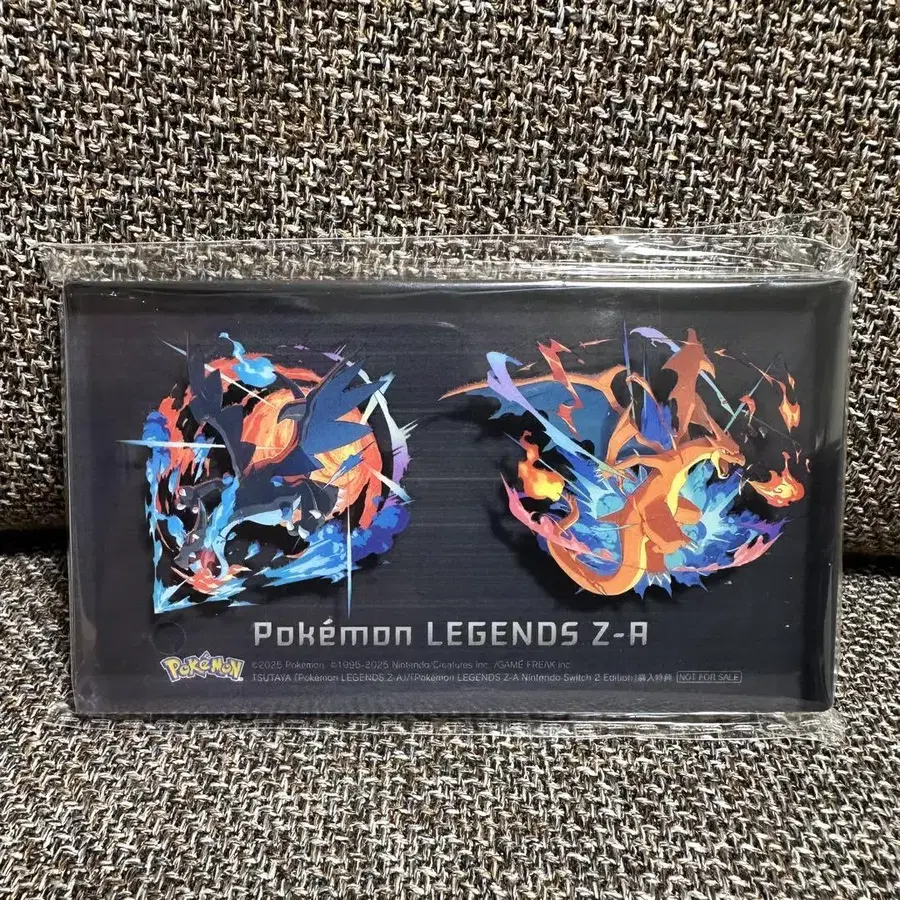 Pokémon LEGENDS Z-A
POKÉMON
©2025 Pokémon. ©1995-2025 Nintendo/Creatures Inc. /GAME FREAK inc.
TSUTAYA「Pokémon LEGENDS Z-A」/「Pokémon LEGENDS Z-A Nintendo Switch 2 Edition」購入特典 NOT FOR SALE